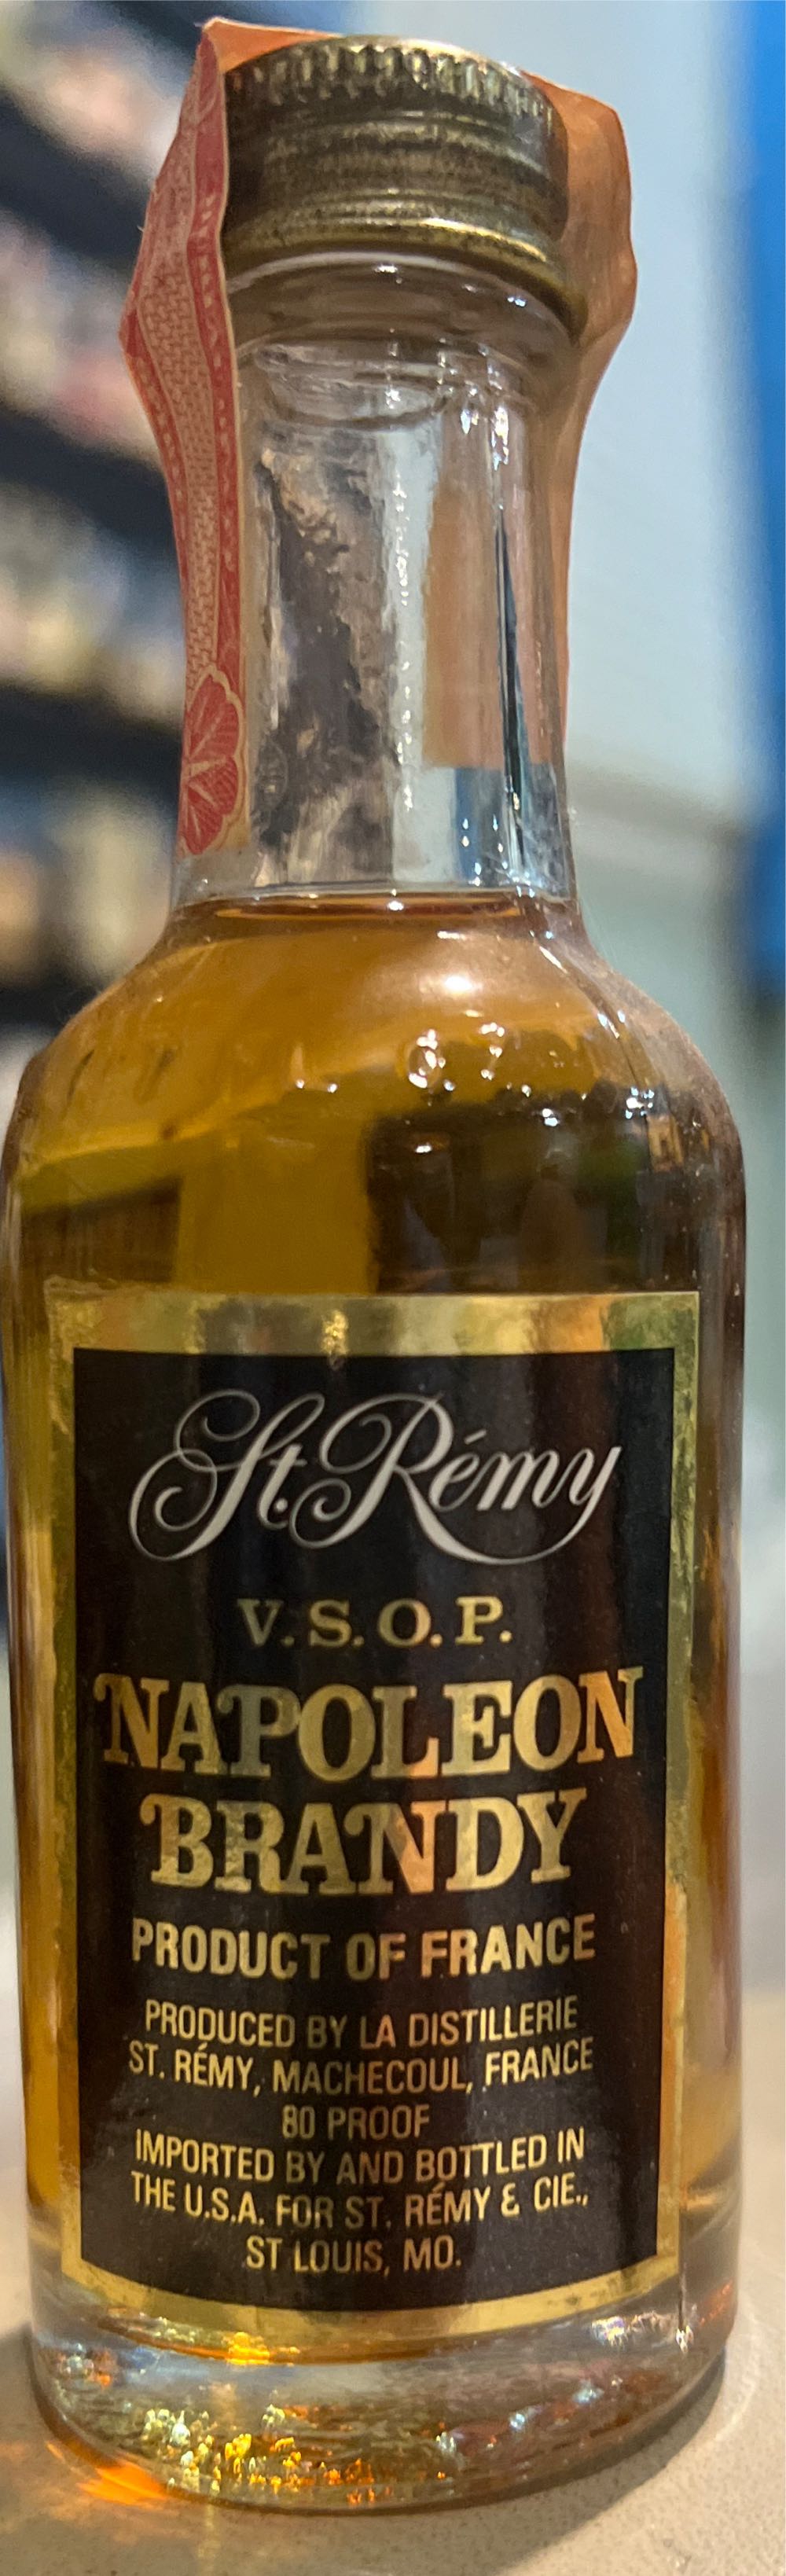 St. Rémy
V.S.O.P.
NAPOLEON
BRANDY
PRODUCT OF FRANCE
PRODUCED BY LA DISTILLERIE
ST. RÉMY, MACHECOUL, FRANCE
80 PROOF
IMPORTED BY AND BOTTLED IN
THE U.S.A. FOR ST. RÉMY & CIE.,
ST LOUIS, MO.